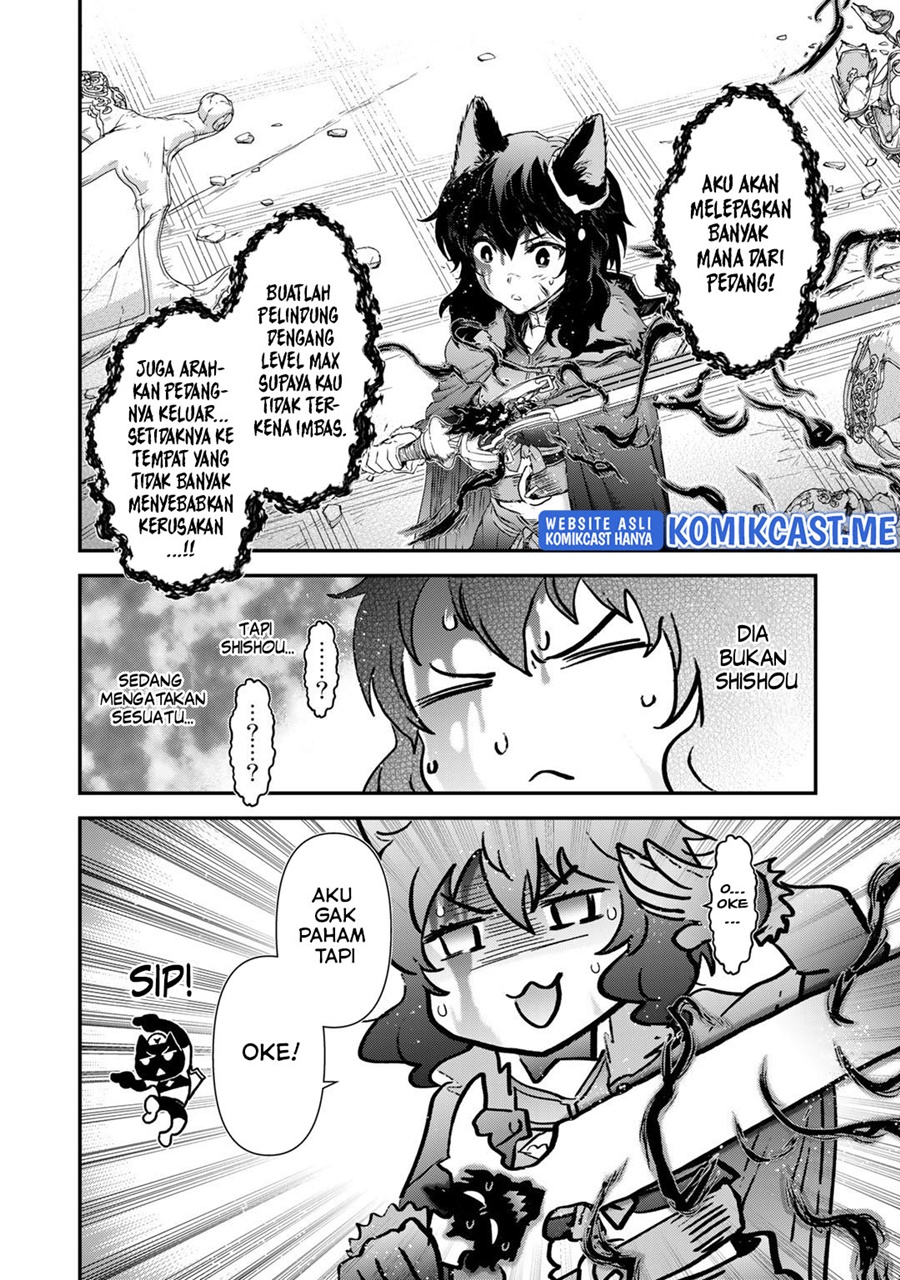 AKU AKAN
MELEPASKAN
BANYAK
MANA DARI
PEDANG!
BUATLAH
PELINDUNG
DENGANG
LEVEL MAX
SUPAYA KAU
TIDAK TER-
KENA IMBAS.
JUGA ARAH-
KAN PEDANG-
NYA KELUAR...
SETIDAKNYA KE
TEMPAT YANG
TIDAK BANYAK
MENYEBABKAN
KERUSAKAN
...!!
WEBSITE ASLI
KOMIKCAST HANYA
KOMIKCAST.ME
DIA
BUKAN
SHISHOU
......?
TAPI
SHISHOU...
...?...?
SEDANG
MENGATAKAN
SESUATU...
O...
OKE
...
AKU
GAK
PAHAM
TAPI
OKE!
SIP!